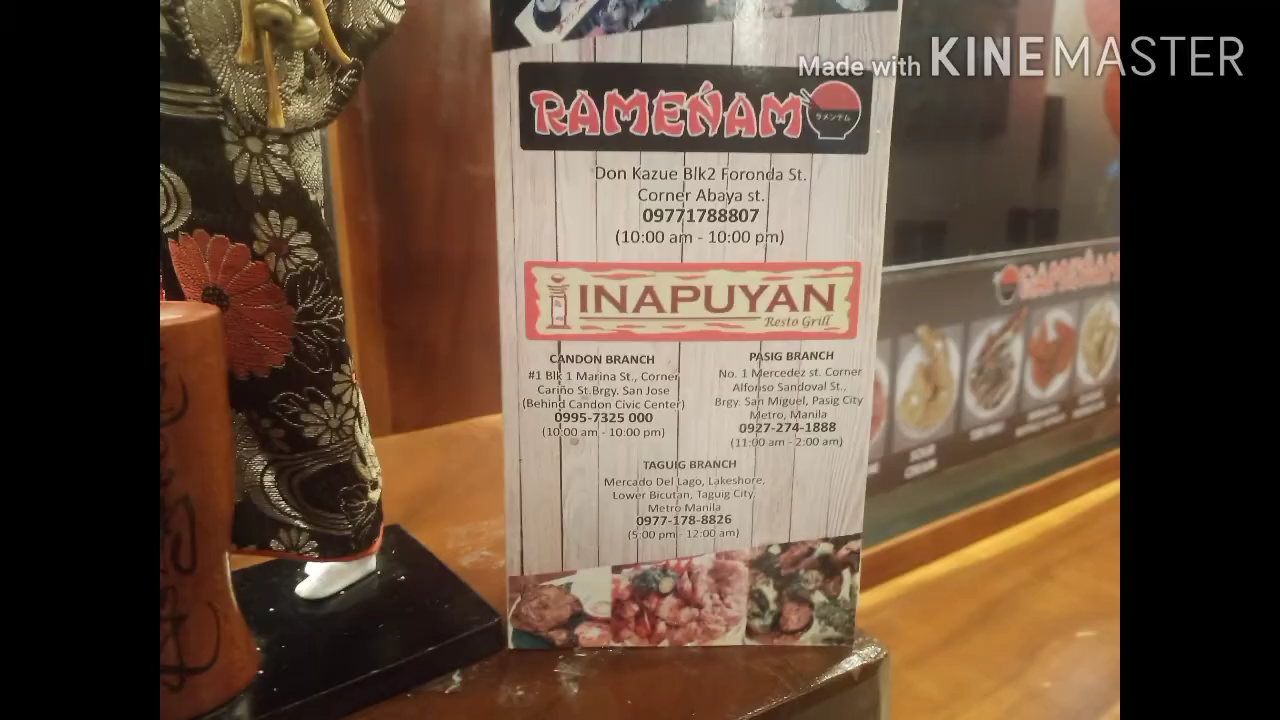 Made with KINEMASTER
RAMEŃAM
ラメンナム
Don Kazue Blk2 Foronda St.
Corner Abaya st.
09771788807
(10:00 am - 10:00 pm)
INAPUYAN
Resto Grill
CANDON BRANCH
#1 Blk 1 Marina St., Corner
Cariño St.Brgy. San Jose
(Behind Candon Civic Center)
0995-7325 000
(10:00 am - 10:00 pm)
PASIG BRANCH
No. 1 Mercedez st. Corner
Alfonso Sandoval St.,
Brgy. San Miguel, Pasig City
Metro, Manila
0927-274-1888
(11:00 am - 2:00 am)
TAGUIG BRANCH
Mercado Del Lago, Lakeshore,
Lower Bicutan, Taguig City,
Metro Manila
0977-178-8826
(5:00 pm - 12:00 am)
RAMEŃAM
SOUR
CREAM